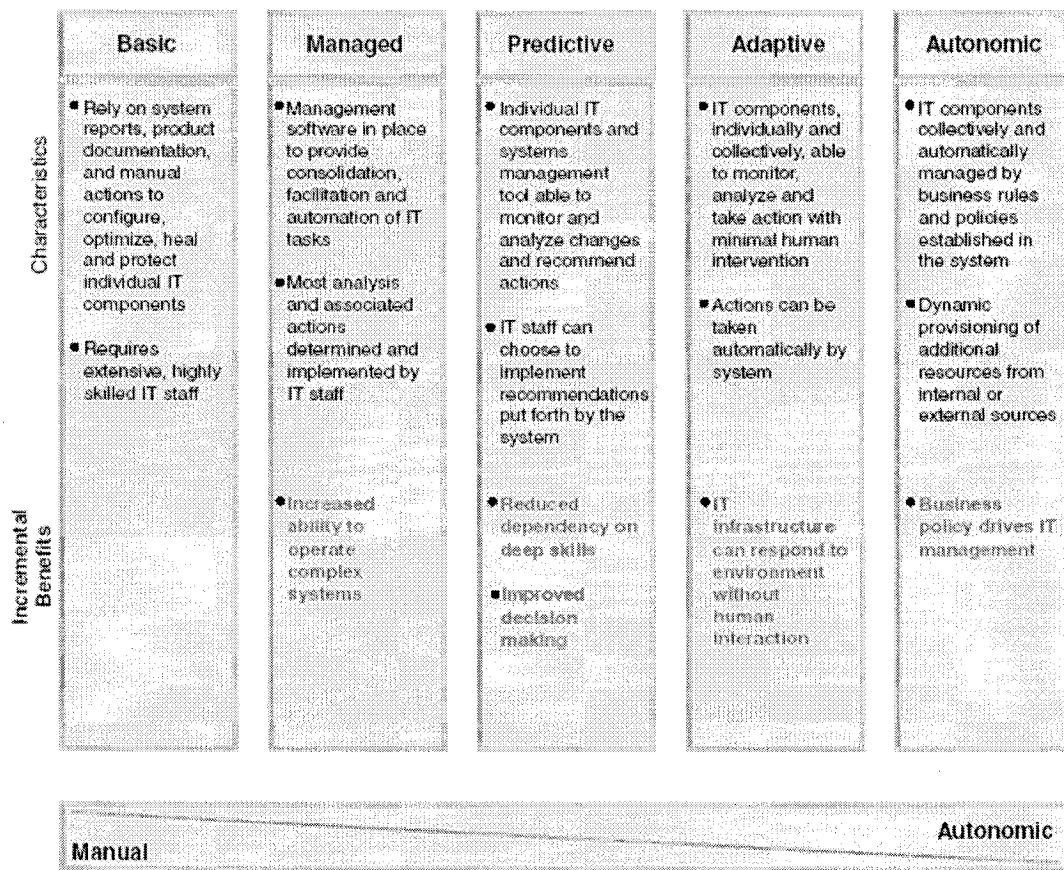 Basic
Managed
Predictive
Adaptive
Autonomic
Characteristics
Rely on system
reports, product
documentation,
and manual
actions to
configure,
optimize, heal
and protect
individual IT
components
Requires
extensive, highly
skilled IT staff
Management
software in place
to provide
consolidation,
facilitation and
automation of IT
tasks
Most analysis
and associated
actions
determined and
implemented by
IT staff
Individual IT
components and
systems
management
tool able to
monitor and
analyze changes
and recommend
actions
IT staff can
choose to
implement
recommendations
put forth by the
system
IT components,
individually and
collectively, able
to monitor,
analyze and
take action with
minimal human
intervention
Actions can be
taken
automatically by
system
IT components
collectively and
automatically
managed by
business rules
and policies
established in
the system
Dynamic
provisioning of
additional
resources from
internal or
external sources
Incremental
Benefits
Increased
ability to
operate
complex
systems
Reduced
dependency on
deep skills
Improved
decision
making
IT
infrastructure
can respond to
environment
without
human
interaction
Business
policy drives IT
management
Manual
Autonomic